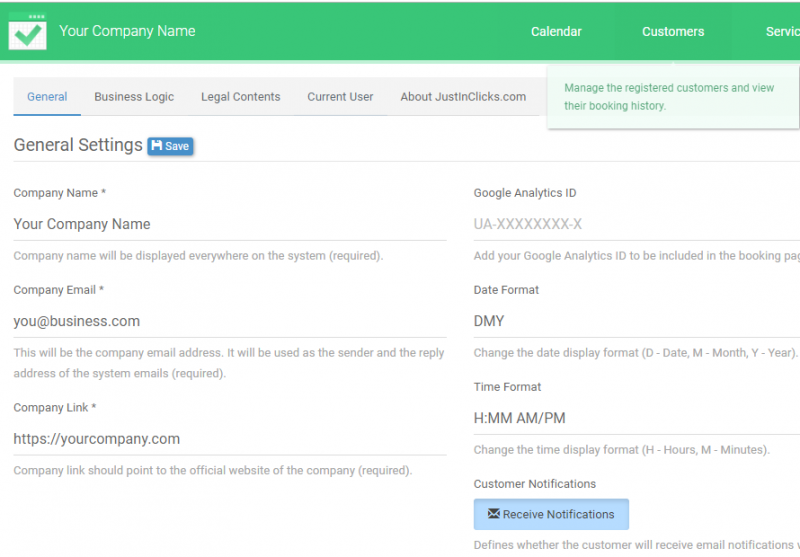 Your Company Name
Calendar
Customers
Servic
Manage the registered customers and view
their booking history.
General
Business Logic
Legal Contents
Current User
About JustInClicks.com
General Settings
Save
Company Name *
Your Company Name
Company name will be displayed everywhere on the system (required).
Company Email *
you@business.com
This will be the company email address. It will be used as the sender and the reply
address of the system emails (required).
Company Link *
https://yourcompany.com
Company link should point to the official website of the company (required).
Google Analytics ID
UA-XXXXXXXX-X
Add your Google Analytics ID to be included in the booking pag
Date Format
DMY
Change the date display format (D - Date, M - Month, Y - Year).
Time Format
H:MM AM/PM
Change the time display format (H - Hours, M - Minutes).
Customer Notifications
Receive Notifications
Defines whether the customer will receive email notifications